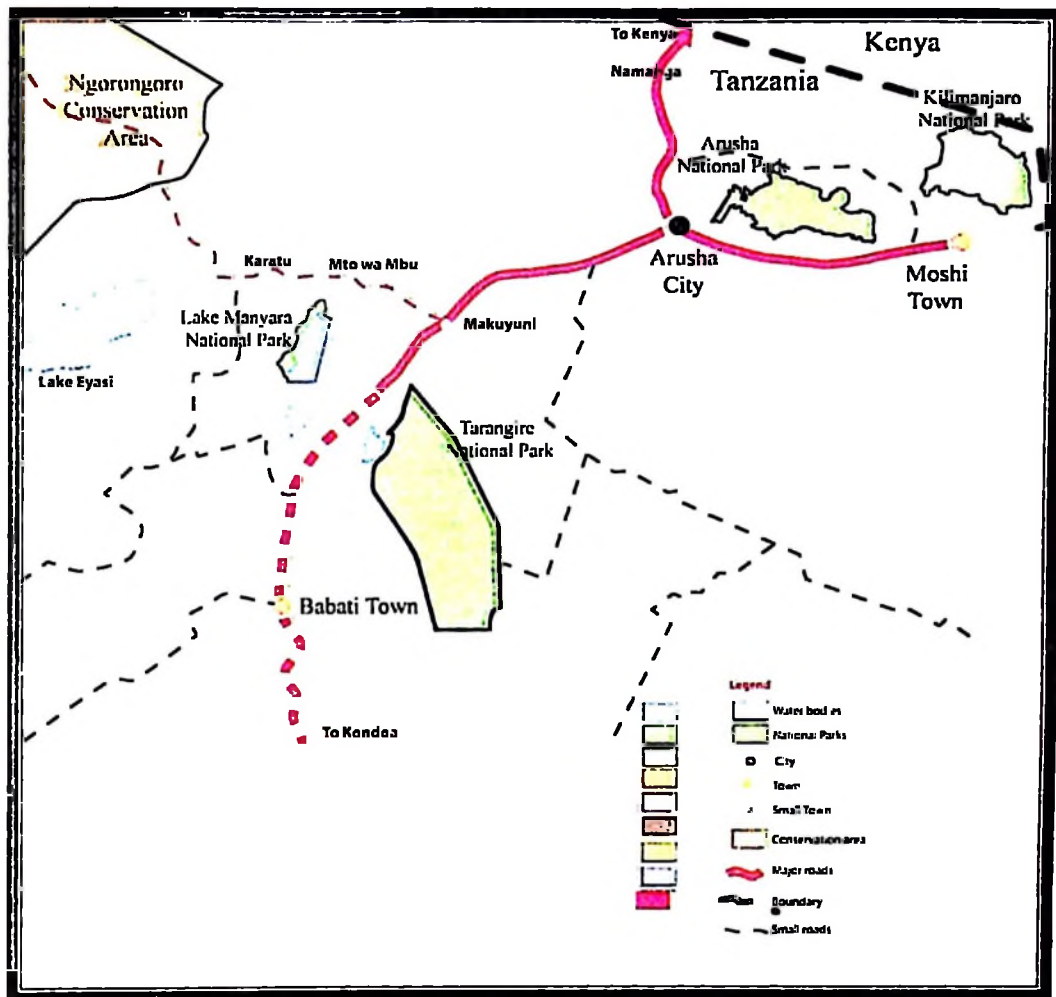 To Kenya
Kenya
Namanga
Tanzania
Ngorongoro
Conservation
Area
Kilimanjaro
National Park
Arusha
National Park
Arusha
City
Moshi
Town
Karatu
Mto wa Mbu
Lake Manyara
National Park
Makuyuni
Lake Eyasi
Tarangire
National Park
Babati Town
To Kondoa
Legend
Water bodies
National Parks
City
Town
Small Town
Conservation area
Major roads
Boundary
Small roads